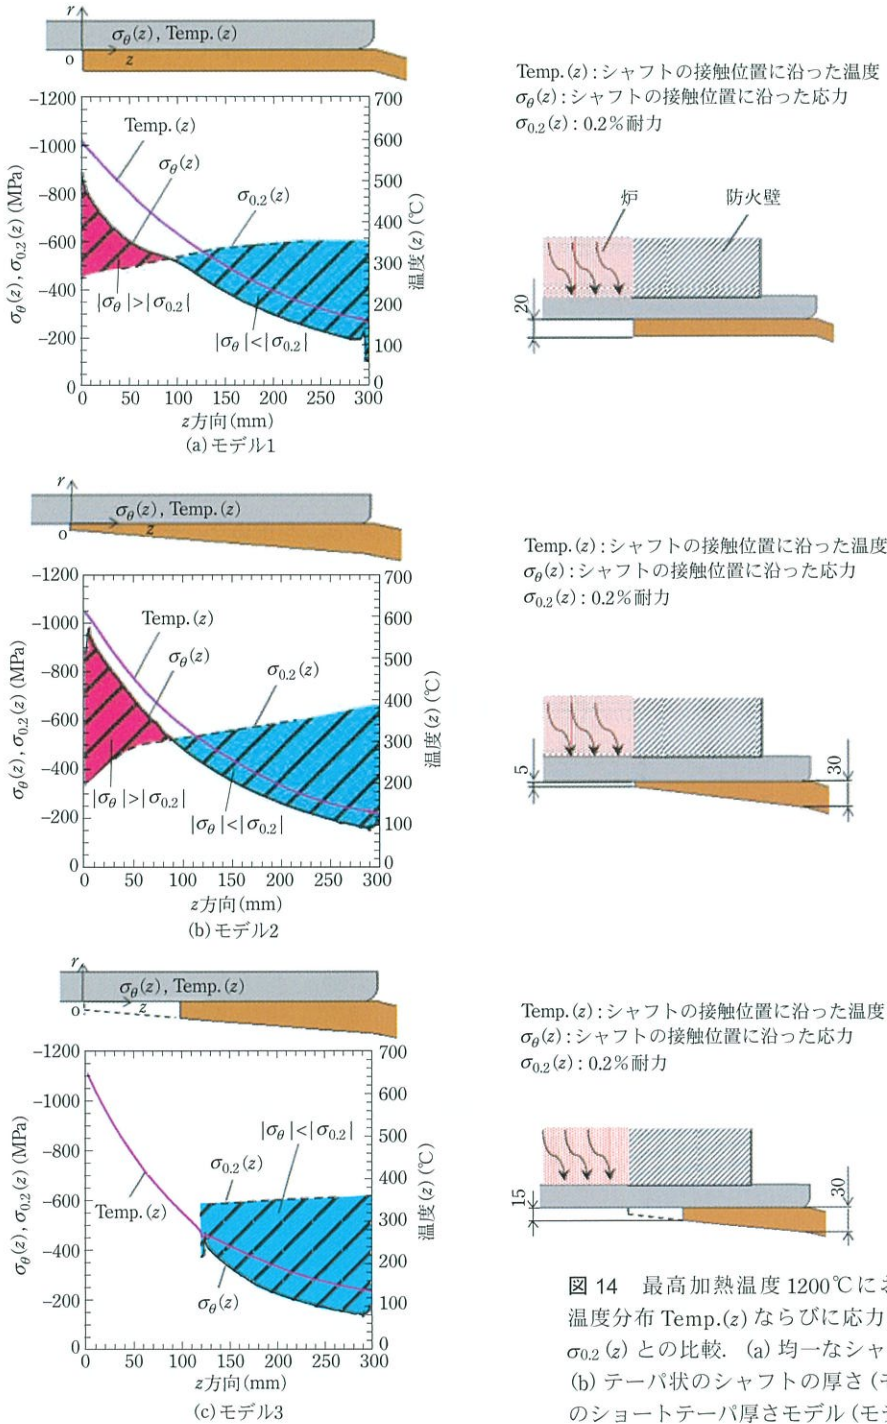 r
σθ(z), Temp.(z)
o
z
σθ(z), σ0.2(z) (MPa)
−1200
−1000
−800
−600
−400
−200
0
Temp.(z)
σθ(z)
σ0.2(z)
|σθ|>|σ0.2|
|σθ|<|σ0.2|
700
600
500
400
300
200
100
0
温度(z) (℃)
0 50 100 150 200 250 300
z方向(mm)
(a)モデル1
Temp.(z):シャフトの接触位置に沿った温度
σθ(z):シャフトの接触位置に沿った応力
σ0.2(z):0.2%耐力
炉
防火壁
20
r
σθ(z), Temp.(z)
o
z
σθ(z), σ0.2(z) (MPa)
−1200
−1000
−800
−600
−400
−200
0
Temp.(z)
σθ(z)
σ0.2(z)
|σθ|>|σ0.2|
|σθ|<|σ0.2|
700
600
500
400
300
200
100
0
温度(z) (℃)
0 50 100 150 200 250 300
z方向(mm)
(b)モデル2
Temp.(z):シャフトの接触位置に沿った温度
σθ(z):シャフトの接触位置に沿った応力
σ0.2(z):0.2%耐力
5
30
r
σθ(z), Temp.(z)
o
z
σθ(z), σ0.2(z) (MPa)
−1200
−1000
−800
−600
−400
−200
0
|σθ|<|σ0.2|
σ0.2(z)
Temp.(z)
σθ(z)
700
600
500
400
300
200
100
0
温度(z) (℃)
0 50 100 150 200 250 300
z方向(mm)
(c)モデル3
Temp.(z):シャフトの接触位置に沿った温度
σθ(z):シャフトの接触位置に沿った応力
σ0.2(z):0.2%耐力
15
30
図 14 最高加熱温度 1200℃に
温度分布 Temp.(z) ならびに応力
σ0.2(z) との比較. (a) 均一なシャ
(b) テーパ状のシャフトの厚さ (モ
のショートテーパ厚さモデル (モデ